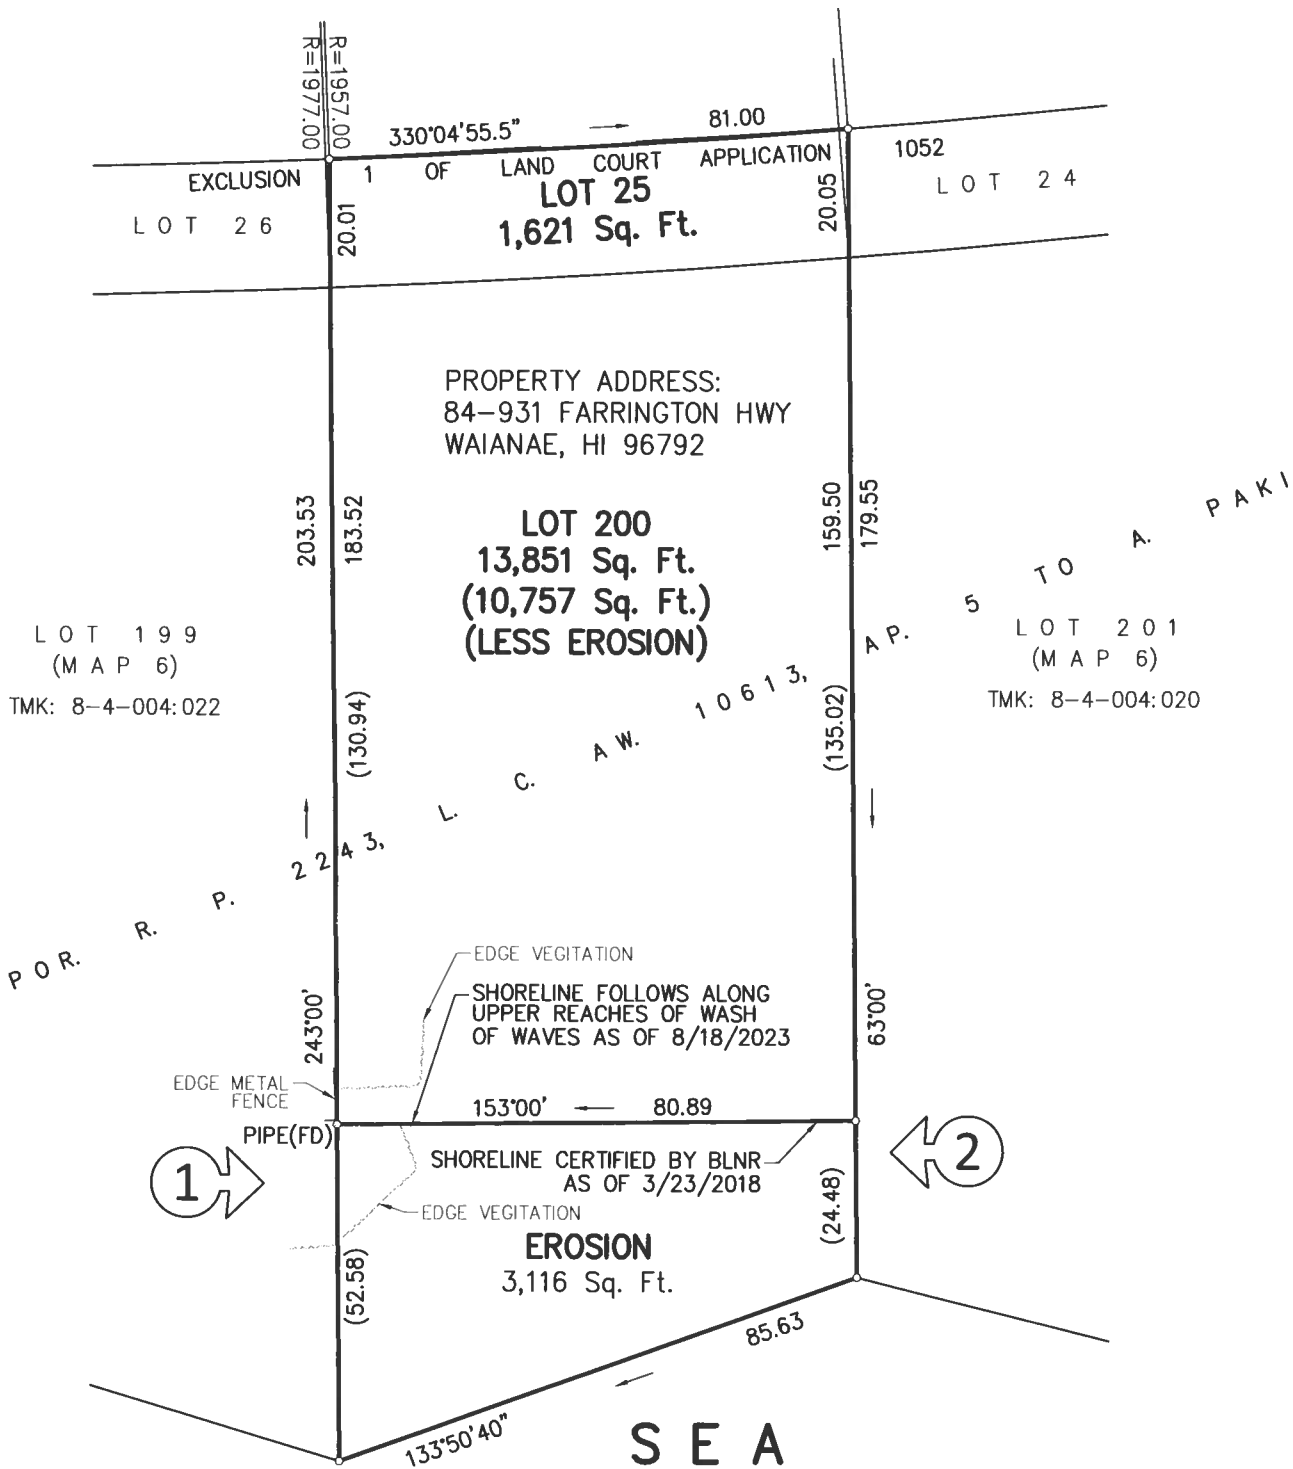 R=1957.00
R=1977.00
330°04'55.5" 81.00
EXCLUSION 1 OF LAND COURT APPLICATION 1052
LOT 26
20.01
LOT 25
1,621 Sq. Ft.
20.05
LOT 24
PROPERTY ADDRESS:
84-931 FARRINGTON HWY
WAIANAE, HI 96792
203.53
183.52
LOT 200
13,851 Sq. Ft.
(10,757 Sq. Ft.)
(LESS EROSION)
159.50
179.55
LOT 199
(MAP 6)
TMK: 8-4-004:022
LOT 201
(MAP 6)
TMK: 8-4-004:020
(130.94)
(135.02)
POR. R. P. 2243, L. C. AW. 10613, AP. 5 TO A. PAKI
EDGE VEGITATION
SHORELINE FOLLOWS ALONG
UPPER REACHES OF WASH
OF WAVES AS OF 8/18/2023
243°00'
63°00'
EDGE METAL
FENCE
153°00' 80.89
PIPE(FD)
1
2
SHORELINE CERTIFIED BY BLNR
AS OF 3/23/2018
EDGE VEGITATION
(24.48)
EROSION
3,116 Sq. Ft.
(52.58)
85.63
133°50'40"
SEA